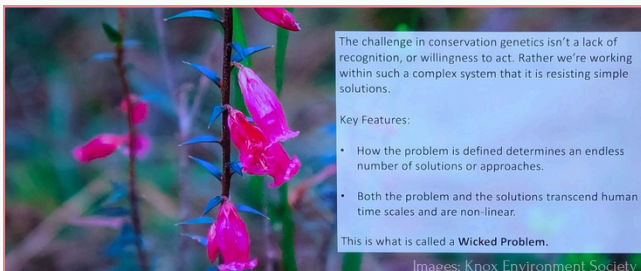 The challenge in conservation genetics isn't a lack of
recognition, or willingness to act. Rather we're working
within such a complex system that it is resisting simple
solutions.
Key Features:
• How the problem is defined determines an endless
number of solutions or approaches.
• Both the problem and the solutions transcend human
time scales and are non-linear.
This is what is called a Wicked Problem.
Images: Knox Environment Society